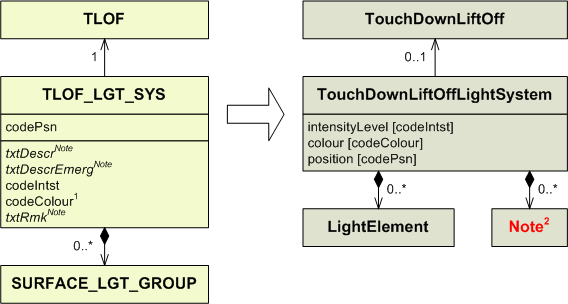 TLOF
1
TLOF_LGT_SYS
codePsn
txtDescrNote
txtDescrEmergNote
codeIntst
codeColour1
txtRmkNote
0..*
SURFACE_LGT_GROUP
TouchDownLiftOff
0..1
TouchDownLiftOffLightSystem
intensityLevel [codeIntst]
colour [codeColour]
position [codePsn]
0..*
0..*
LightElement
Note2